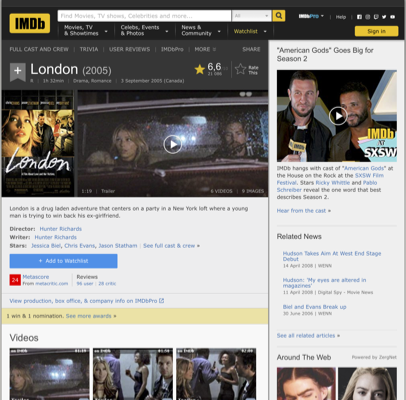 IMDb
Find Movies, TV shows, Celebrities and more...
All
IMDbPro
Help
Movies, TV
& Showtimes
Celebs, Events
& Photos
News &
Community
Watchlist
Sign in
FULL CAST AND CREW | TRIVIA | USER REVIEWS | IMDbPro | MORE
SHARE
London (2005)
6,6
Rate
This
1h 32min | Drama, Romance | 3 September 2005 (Canada)
London
1:19 | Trailer
6 VIDEOS | 9 IMAGES
London is a drug laden adventure that centers on a party in a New York loft where a young
man is trying to win back his ex-girlfriend.
Director: Hunter Richards
Writer: Hunter Richards
Stars: Jessica Biel, Chris Evans, Jason Statham | See full cast & crew »
+ Add to Watchlist
24
Metascore
From metacritic.com
Reviews
96 user | 28 critic
View production, box office, & company info on IMDbPro
1 win & 1 nomination. See more awards »
Videos
"American Gods" Goes Big for
Season 2
IMDb
at
SXSW
IMDb hangs with cast of "American Gods" at
the House on the Rock at the SXSW Film
Festival. Stars Ricky Whittle and Pablo
Schreiber reveal the one word that best
describes Season 2.
Hear from the cast »
Related News
Hudson Takes Aim At West End Stage
Debut
14 April 2008 | WENN
Hudson: 'My eyes are altered in
magazines'
11 April 2008 | Digital Spy - Movie News
Biel and Evans Break up
30 June 2006 | WENN
See all related articles »
Around The Web
Powered by ZergNet